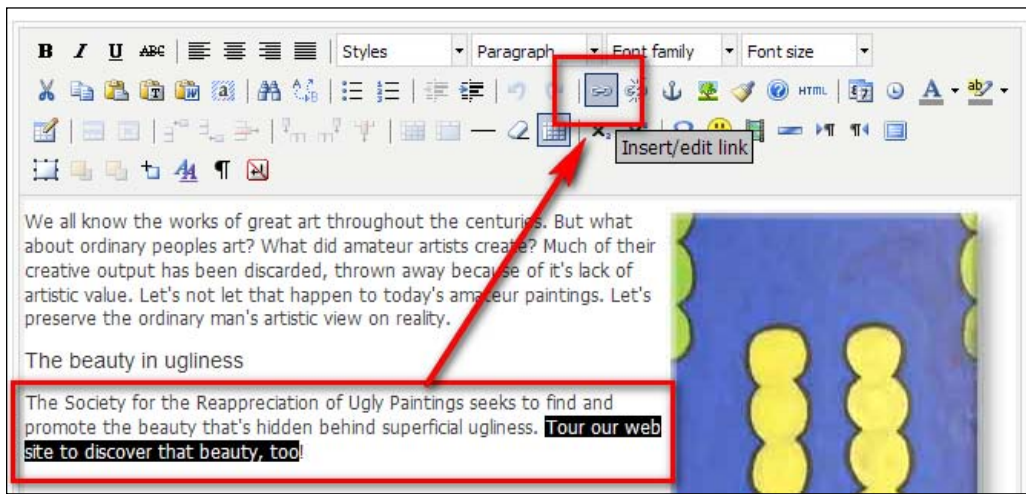 B I U ABC Styles Paragraph Font family Font size
HTML A ab
Insert/edit link
We all know the works of great art throughout the centuries. But what
about ordinary peoples art? What did amateur artists create? Much of their
creative output has been discarded, thrown away because of it's lack of
artistic value. Let's not let that happen to today's amateur paintings. Let's
preserve the ordinary man's artistic view on reality.
The beauty in ugliness
The Society for the Reappreciation of Ugly Paintings seeks to find and
promote the beauty that's hidden behind superficial ugliness. Tour our web
site to discover that beauty, too!